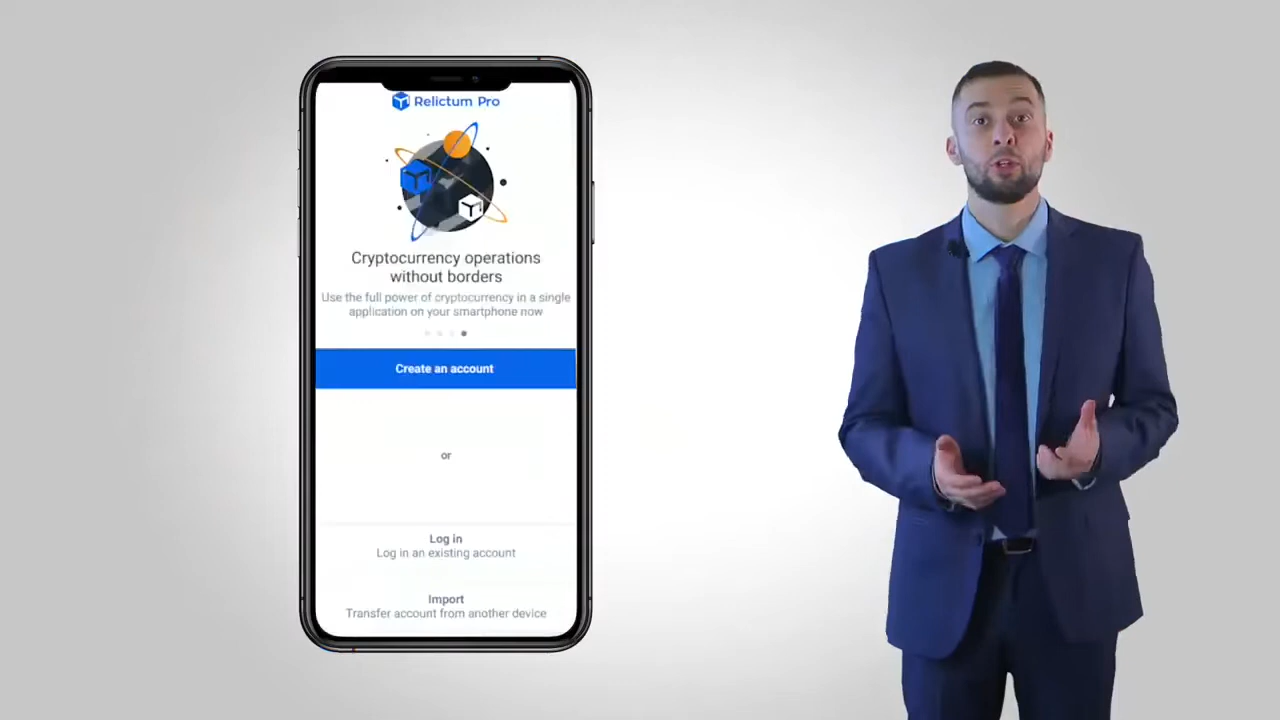 Relictum Pro
Cryptocurrency operations
without borders
Use the full power of cryptocurrency in a single
application on your smartphone now
Create an account
or
Log in
Log in an existing account
Import
Transfer account from another device